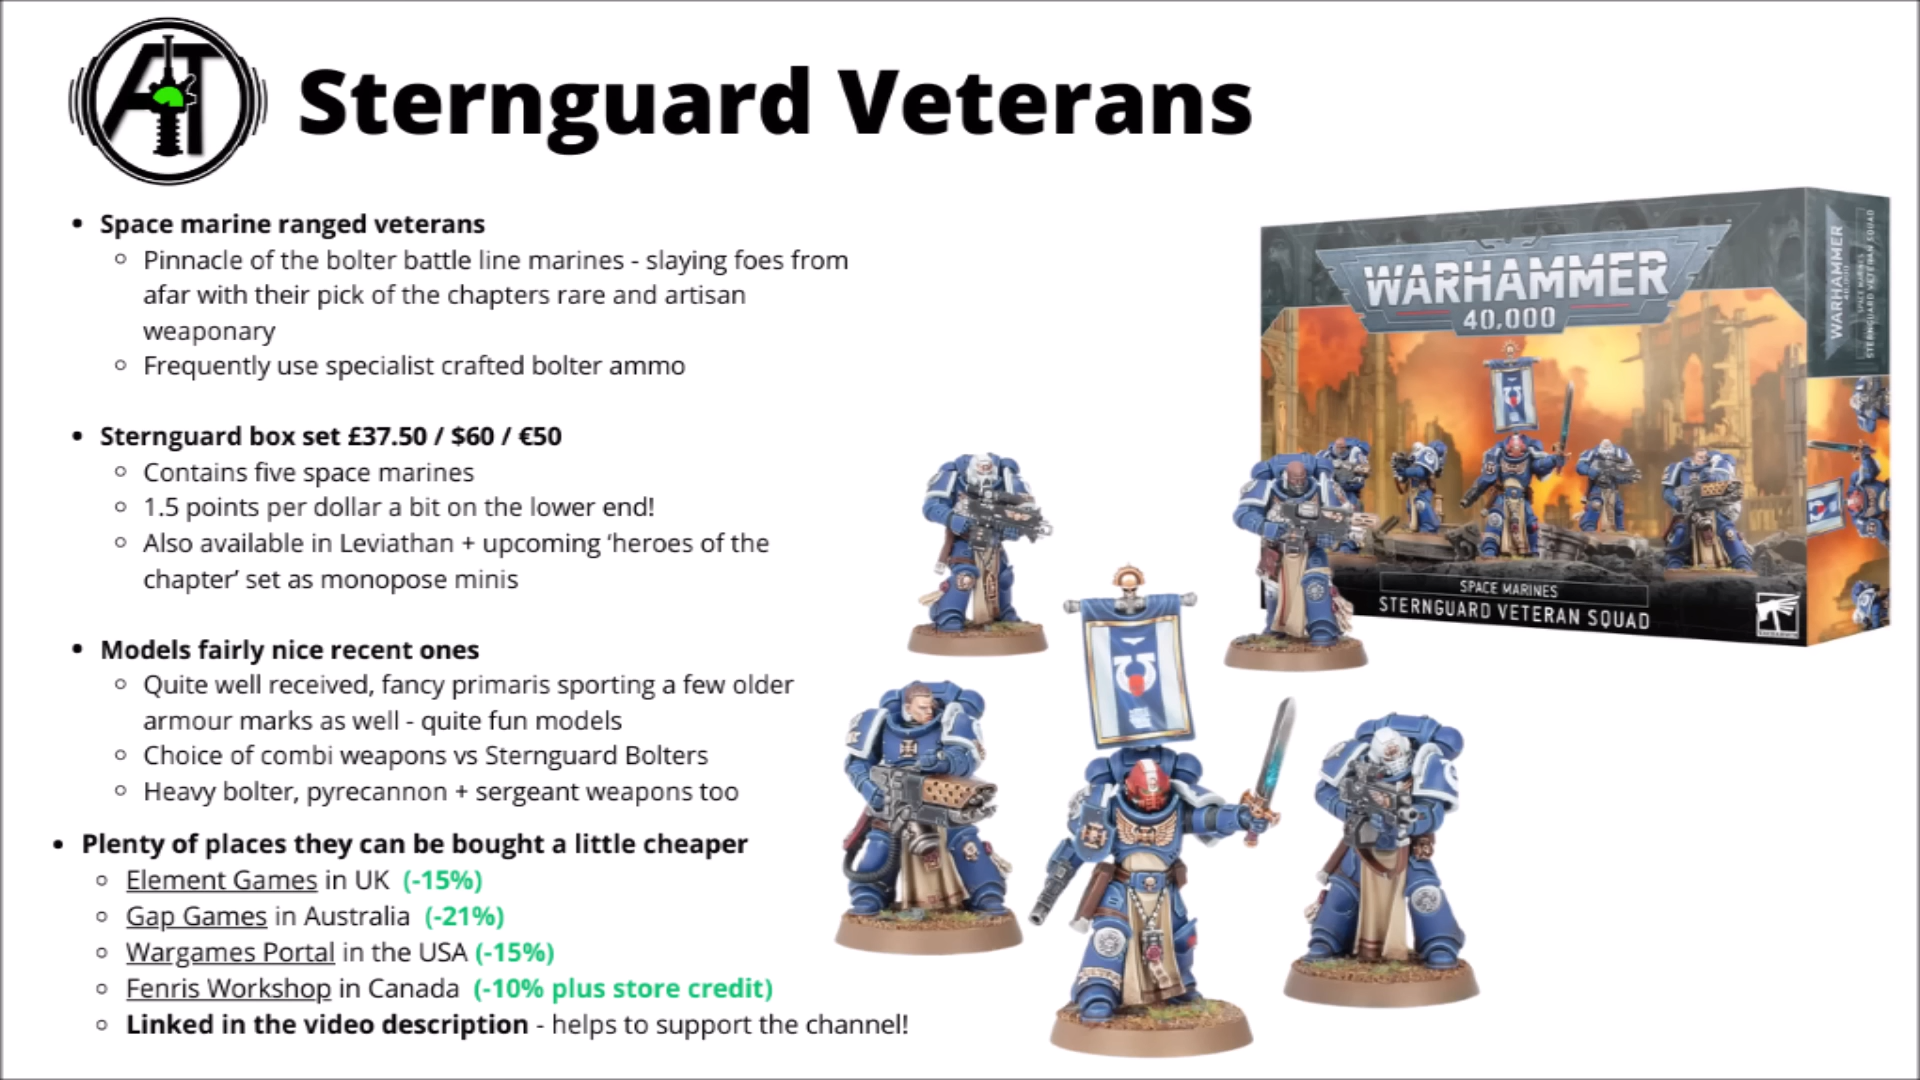 AT
Sternguard Veterans
• Space marine ranged veterans
◦ Pinnacle of the bolter battle line marines - slaying foes from
afar with their pick of the chapters rare and artisan
weaponary
◦ Frequently use specialist crafted bolter ammo
• Sternguard box set £37.50 / $60 / €50
◦ Contains five space marines
◦ 1.5 points per dollar a bit on the lower end!
◦ Also available in Leviathan + upcoming ‘heroes of the
chapter’ set as monopose minis
• Models fairly nice recent ones
◦ Quite well received, fancy primaris sporting a few older
armour marks as well - quite fun models
◦ Choice of combi weapons vs Sternguard Bolters
◦ Heavy bolter, pyrecannon + sergeant weapons too
• Plenty of places they can be bought a little cheaper
◦ Element Games in UK (-15%)
◦ Gap Games in Australia (-21%)
◦ Wargames Portal in the USA (-15%)
◦ Fenris Workshop in Canada (-10% plus store credit)
◦ Linked in the video description - helps to support the channel!
WARHAMMER
40,000
SPACE MARINES
STERNGUARD VETERAN SQUAD
WARHAMMER
40,000
SPACE MARINES
STERNGUARD VETERAN SQUAD